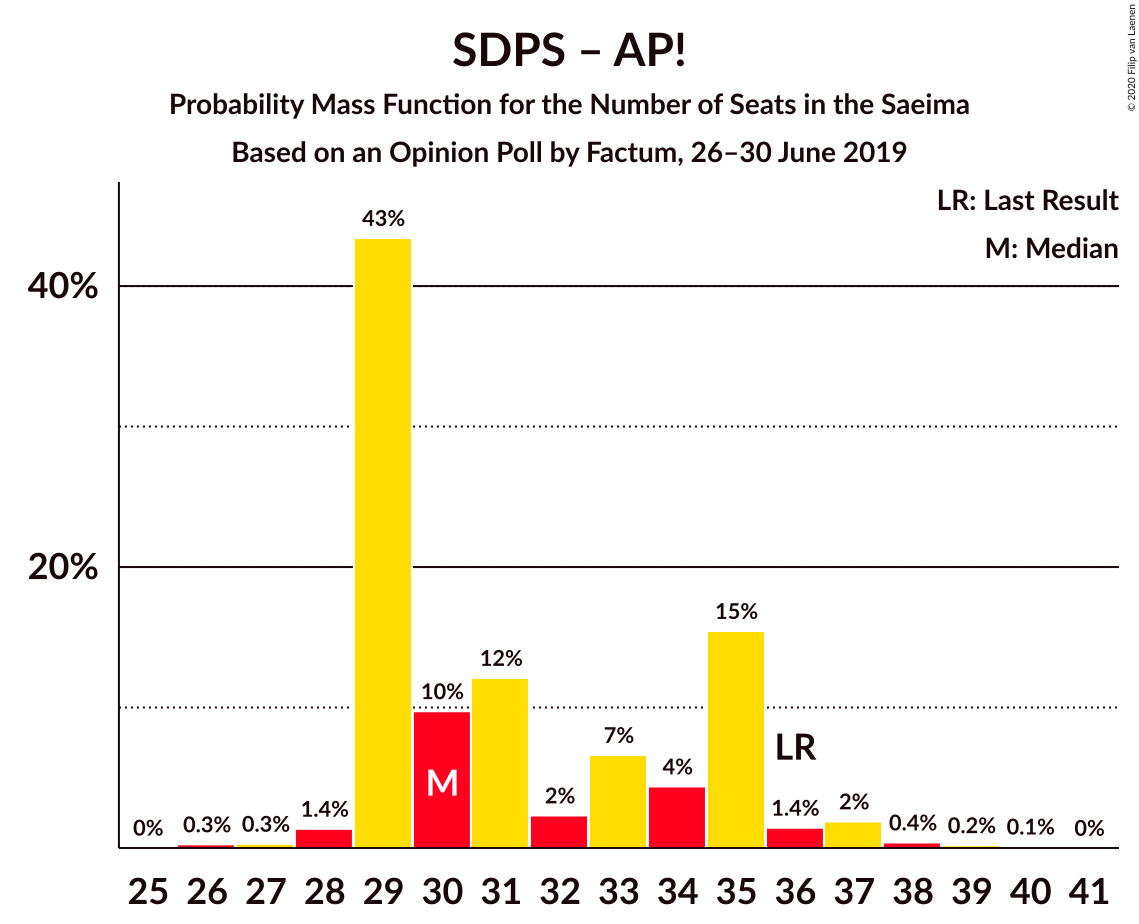 SDPS – AP!
Probability Mass Function for the Number of Seats in the Saeima
Based on an Opinion Poll by Factum, 26–30 June 2019
© 2020 Filip van Laenen
LR: Last Result
M: Median
40%
20%
0% 0.3% 0.3% 1.4% 43% 10% 12% 2% 7% 4% 15% 1.4% 2% 0.4% 0.2% 0.1% 0%
M
LR
25 26 27 28 29 30 31 32 33 34 35 36 37 38 39 40 41